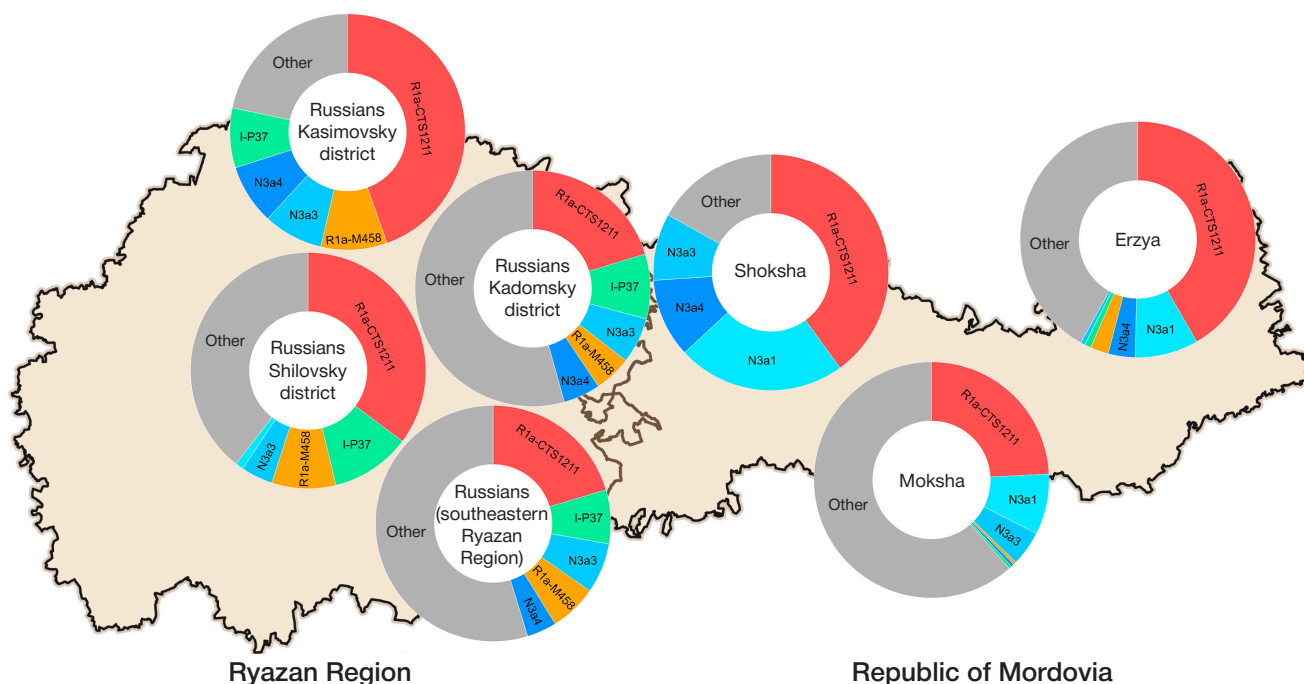 Other
R1a-CTS1211
I-P37
N3a4
N3a3
R1a-M458
Russians
Kasimovsky
district
Other
R1a-CTS1211
I-P37
N3a3
R1a-M458
N3a4
Russians
Kadomsky
district
Other
R1a-CTS1211
N3a3
N3a4
N3a1
Shoksha
Other
R1a-CTS1211
N3a1
N3a4
Erzya
Other
R1a-CTS1211
I-P37
R1a-M458
N3a3
Russians
Shilovsky
district
Other
R1a-CTS1211
I-P37
N3a3
R1a-M458
N3a4
Russians
(southeastern
Ryazan
Region)
Other
R1a-CTS1211
N3a1
N3a3
Moksha
Ryazan Region
Republic of Mordovia